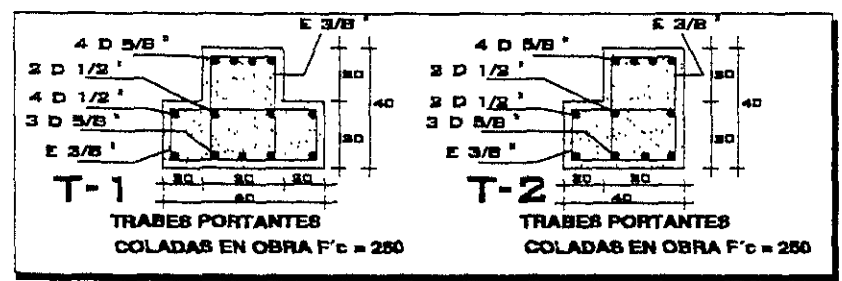 E 3/8"
4 D 5/8"
2 D 1/2"
4 D 1/2"
3 D 5/8"
E 3/8"
20
40
20
20 20 20
60
T-1
TRABES PORTANTES
COLADAS EN OBRA F'c = 250
E 3/8"
4 D 5/8"
2 D 1/2"
2 D 1/2"
3 D 5/8"
E 3/8"
20
40
20
20 20
40
T-2
TRABES PORTANTES
COLADAS EN OBRA F'c = 250